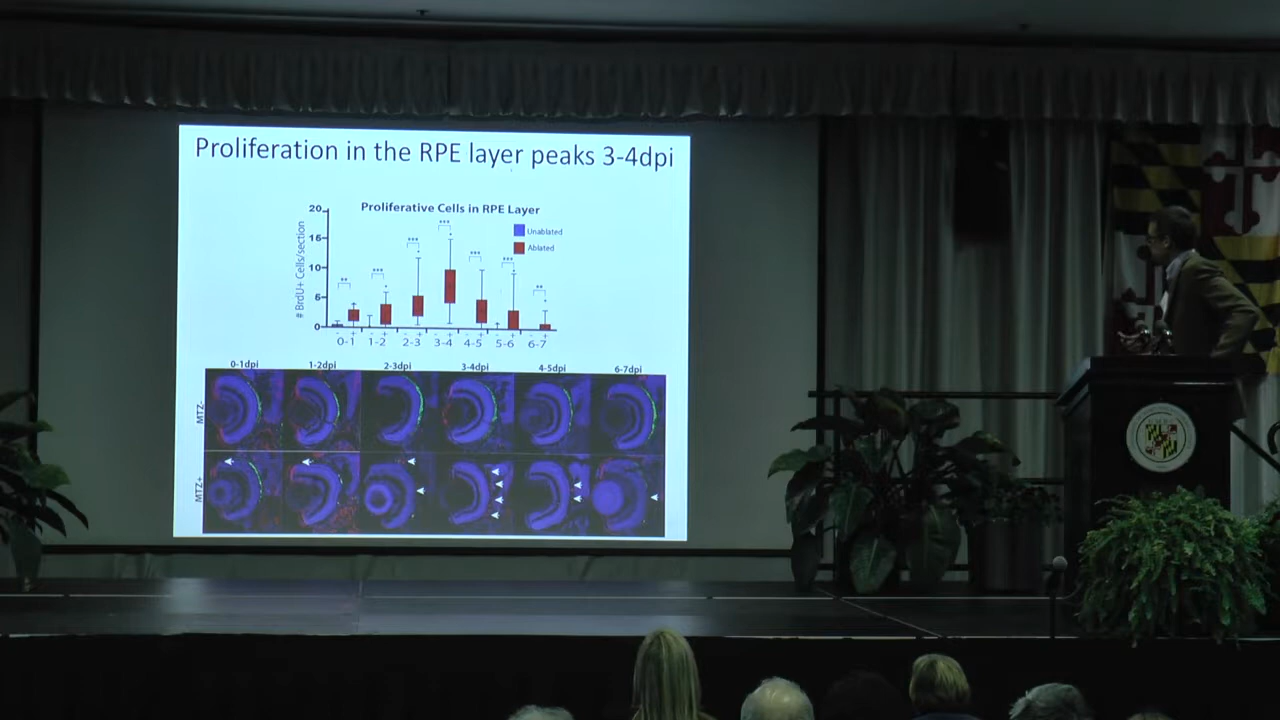 Proliferation in the RPE layer peaks 3-4dpi
Proliferative Cells in RPE Layer
# BrdU+ Cells/section
20
15
10
5
0
Unablated
Ablated
** *** *** *** *** *** **
- + - + - + - + - + - + - +
0-1 1-2 2-3 3-4 4-5 5-6 6-7
0-1dpi 1-2dpi 2-3dpi 3-4dpi 4-5dpi 6-7dpi
MTZ-
MTZ+